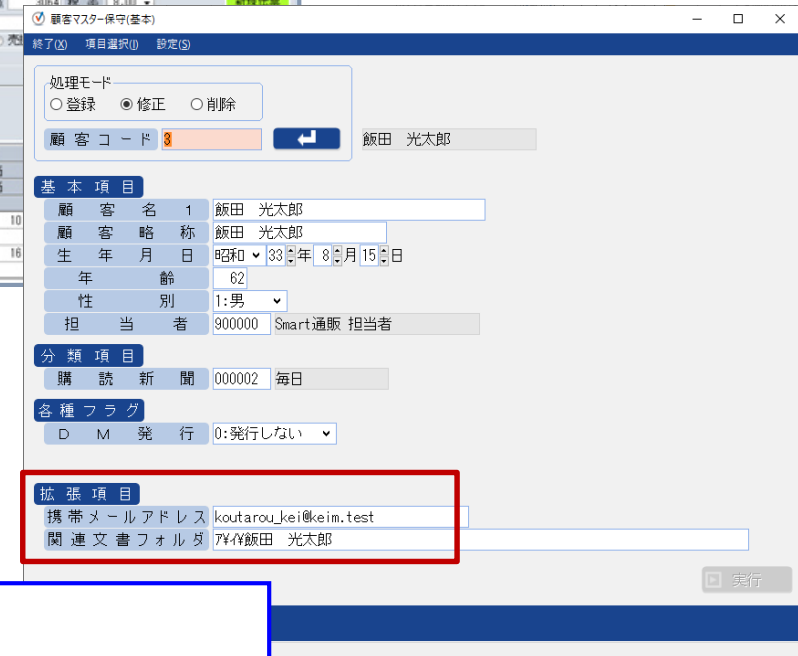 顧客マスター保守(基本)
終了(X) 項目選択(I) 設定(S)
処理モード
登録 修正 削除
顧客コード 3 飯田 光太郎
基本項目
顧客名1 飯田 光太郎
顧客略称 飯田 光太郎
生年月日 昭和 33 年 8 月 15 日
年齢 62
性別 1:男
担当者 900000 Smart通販 担当者
分類項目
購読新聞 000002 毎日
各種フラグ
DM発行 0:発行しない
拡張項目
携帯メールアドレス koutarou_kei@keim.test
関連文書フォルダ ｱ¥ｲ¥飯田 光太郎
実行
10
16